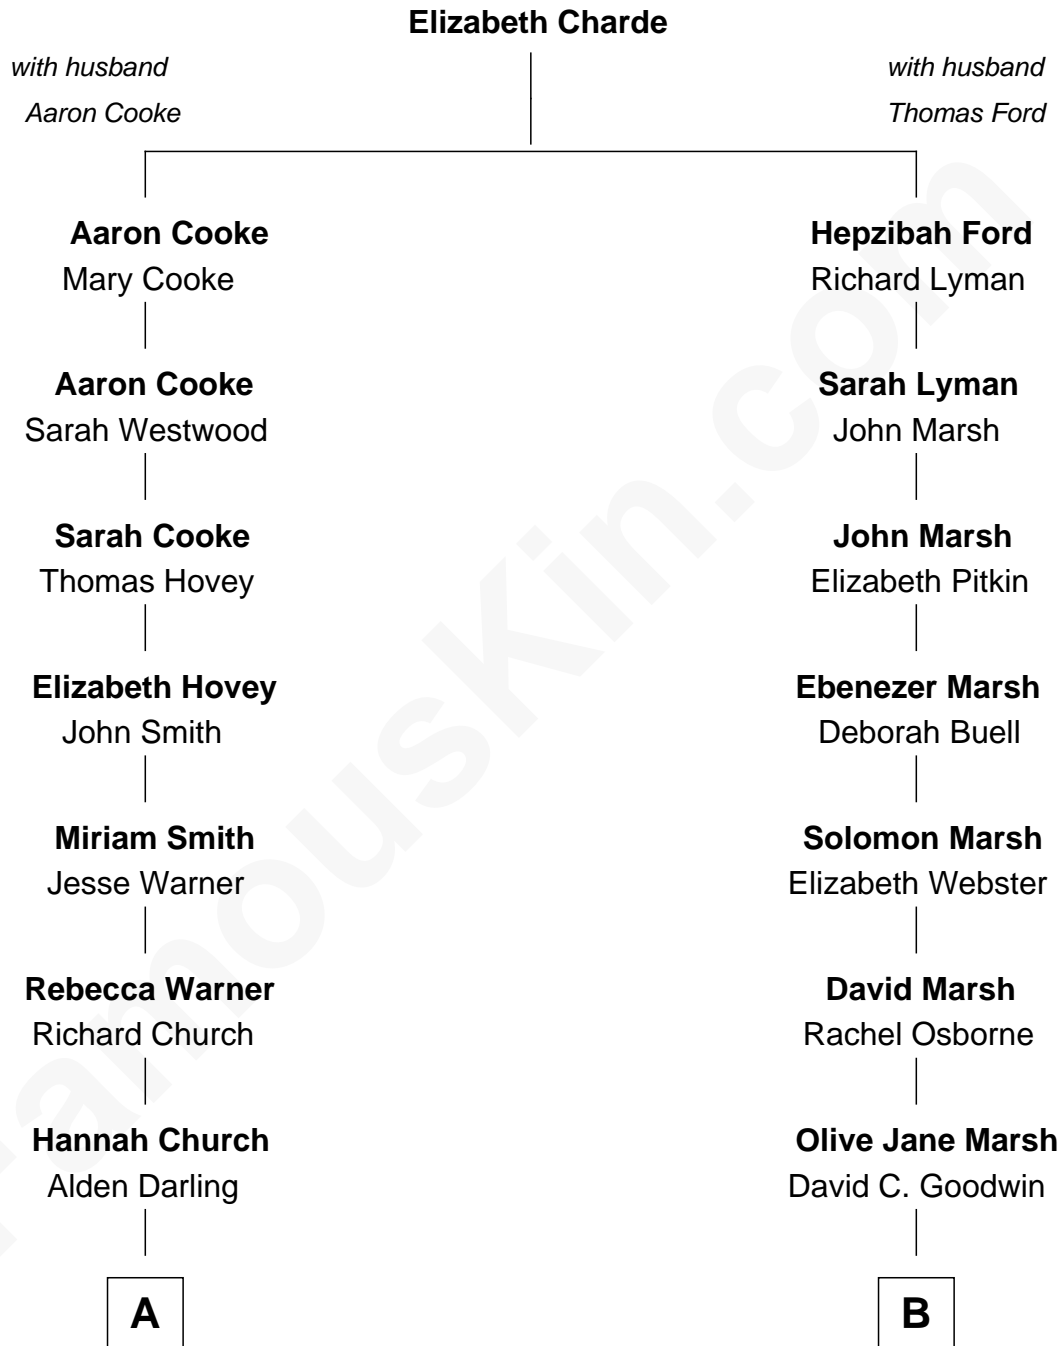 Elizabeth Charde
with husband
Aaron Cooke
with husband
Thomas Ford
Aaron Cooke
Mary Cooke
Aaron Cooke
Sarah Westwood
Sarah Cooke
Thomas Hovey
Elizabeth Hovey
John Smith
Miriam Smith
Jesse Warner
Rebecca Warner
Richard Church
Hannah Church
Alden Darling
A
Hepzibah Ford
Richard Lyman
Sarah Lyman
John Marsh
John Marsh
Elizabeth Pitkin
Ebenezer Marsh
Deborah Buell
Solomon Marsh
Elizabeth Webster
David Marsh
Rachel Osborne
Olive Jane Marsh
David C. Goodwin
B
FamousKin.com